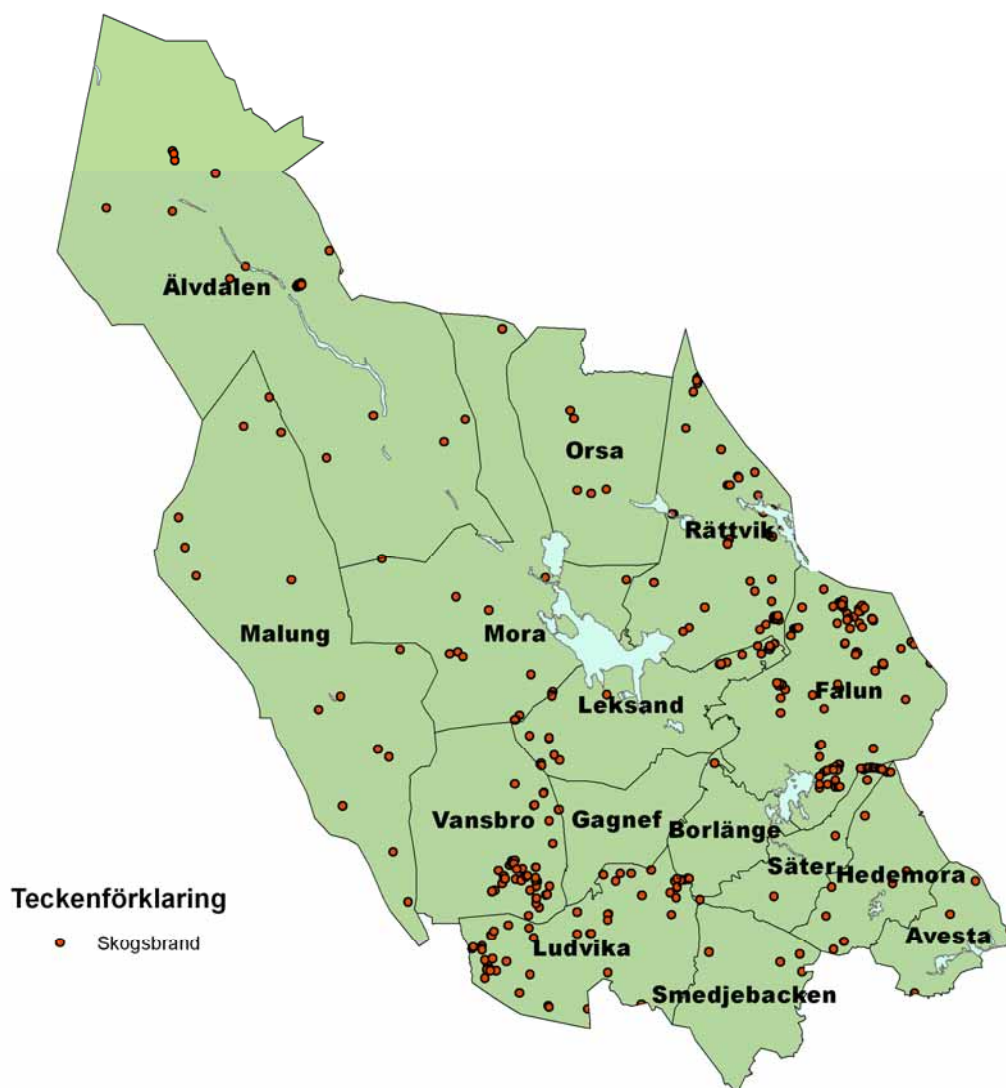 Älvdalen
Orsa
Rättvik
Malung
Mora
Falun
Leksand
Vansbro
Gagnef
Borlänge
Säter
Hedemora
Teckenförklaring
Avesta
Skogsbrand
Ludvika
Smedjebacken